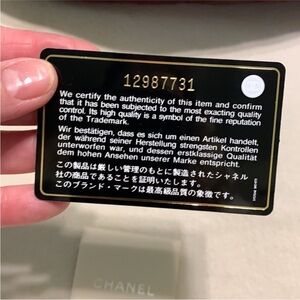 12987731
We certify the authenticity of this item and confirm
that it has been subjected to the most exacting quality
control. Its high quality is a symbol of the fine reputation
of the Trademark.
Wir bestätigen, dass es sich um einen Artikel handelt,
der während seiner Herstellung strengsten Kontrollen
unterworfen war, und dessen erstklassige Qualität
dem hohen Ansehen unserer Marke entspricht.
この製品は厳しい管理のもとに製造されたシャネル
社の商品であることを証明いたします。
このブランド・マークは最高級品質の象徴です。
CHANEL